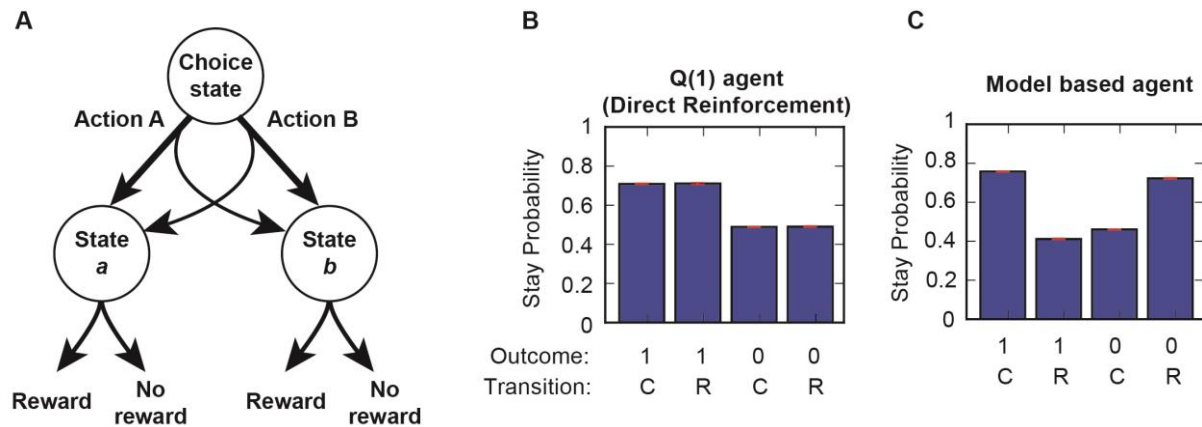 A
Choice
state
Action A
Action B
State
a
State
b
Reward
No
reward
Reward
No
reward
B
Q(1) agent
(Direct Reinforcement)
Stay Probability
1
0.8
0.6
0.4
0.2
0
Outcome: 1 1 0 0
Transition: C R C R
C
Model based agent
Stay Probability
1
0.8
0.6
0.4
0.2
0
1 1 0 0
C R C R